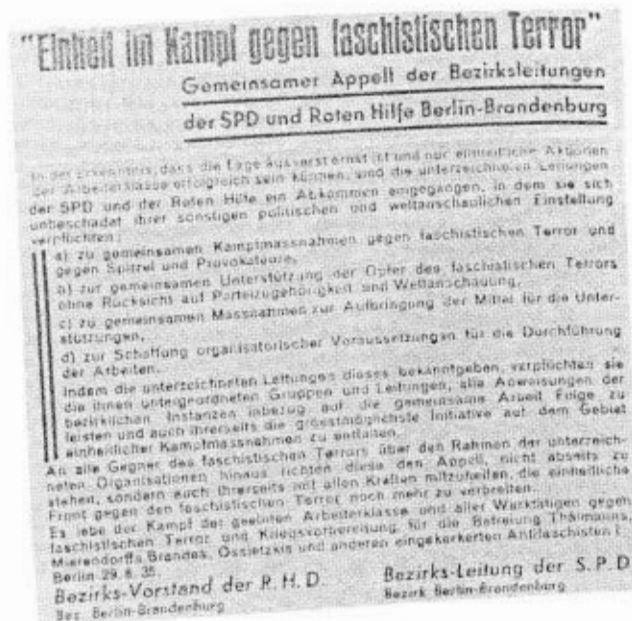 "Einheit im Kampf gegen faschistischen Terror"
Gemeinsamer Appell der Bezirksleitungen
der SPD und Roten Hilfe Berlin-Brandenburg
In der Erkenntnis, dass die Lage äusserst ernst ist und nur einheitliche Aktionen
der Arbeiterklasse erfolgreich sein können, sind die unterzeichneten Leitungen
der SPD und der Roten Hilfe ein Abkommen eingegangen, in dem sie sich
unbeschadet ihrer sonstigen politischen und weltanschaulichen Einstellung
verpflichten:
a) zu gemeinsamen Kampfmassnahmen gegen faschistischen Terror und
gegen Spitzel und Provokateure,
b) zur gemeinsamen Unterstützung der Opfer des faschistischen Terrors
ohne Rücksicht auf Parteizugehörigkeit und Weltanschauung,
c) zu gemeinsamen Massnahmen zur Aufbringung der Mittel für die Unter-
stützungen,
d) zur Schaffung organisatorischer Voraussetzungen für die Durchführung
der Arbeiten.
Indem die unterzeichneten Leitungen dieses bekanntgeben, verpflichten sie
die ihnen untergeordneten Gruppen und Leitungen, alle Anweisungen der
bezirklichen Instanzen inbezug auf die gemeinsame Arbeit Folge zu
leisten und auch ihrerseits die grösstmöglichste Initiative auf dem Gebiet
einheitlicher Kampfmassnahmen zu entfalten.
An alle Gegner des faschistischen Terrors über den Rahmen der unterzeich-
neten Organisationen hinaus richten diese den Appell, nicht abseits zu
stehen, sondern auch ihrerseits mit allen Kräften mitzuhelfen, die einheitliche
Front gegen den faschistischen Terror noch mehr zu verbreiten.
Es lebe der Kampf der geeinten Arbeiterklasse und aller Werktätigen gegen
faschistischen Terror und Kriegsvorbereitung, für die Befreiung Thälmanns,
Mierendorffs Brandes, Ossietzkis und anderen eingekerkerten Antifaschisten!
Berlin 29. 6. 35.
Bezirks-Vorstand der R. H. D.
Bez. Berlin-Brandenburg
Bezirks-Leitung der S. P. D.
Bezirk Berlin-Brandenburg